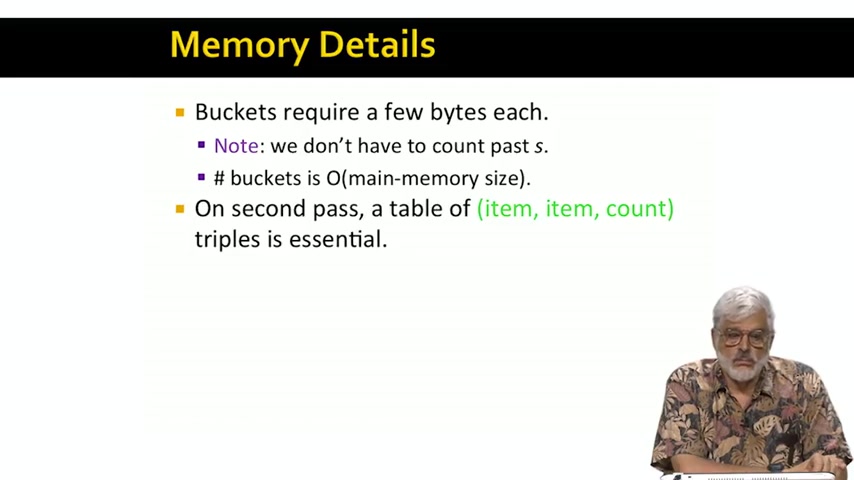 Memory Details
Buckets require a few bytes each.
Note: we don't have to count past s.
# buckets is O(main-memory size).
On second pass, a table of (item, item, count)
triples is essential.